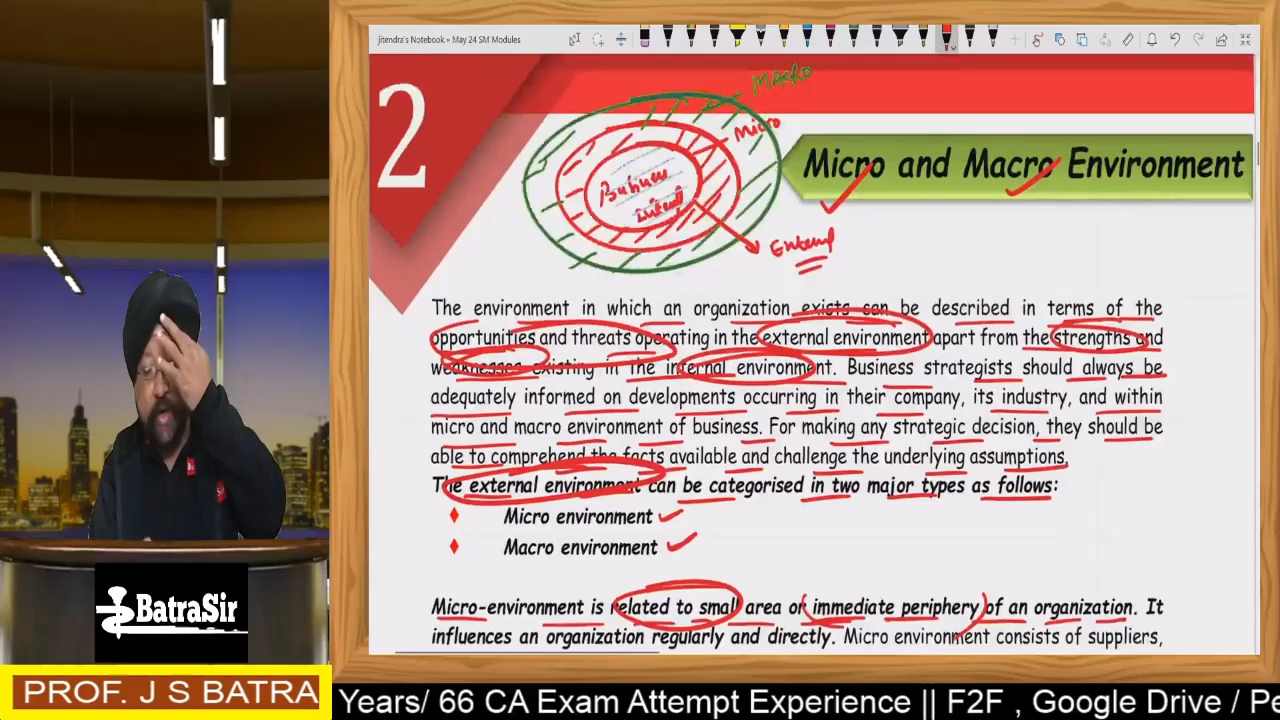 jitendra's Notebook » May 24 SM Modules
2
MACRO
Micro
Business
Micro and Macro Environment
The environment in which an organization exists can be described in terms of the
opportunities and threats operating in the external environment apart from the strengths and
weaknesses existing in the internal environment. Business strategists should always be
adequately informed on developments occurring in their company, its industry, and within
micro and macro environment of business. For making any strategic decision, they should be
able to comprehend the facts available and challenge the underlying assumptions.
The external environment can be categorised in two major types as follows:
Micro environment
Macro environment
Micro-environment is related to small area or immediate periphery of an organization. It
influences an organization regularly and directly. Micro environment consists of suppliers,
BatraSir
PROF. J S BATRA
Years/ 66 CA Exam Attempt Experience || F2F , Google Drive / Pe